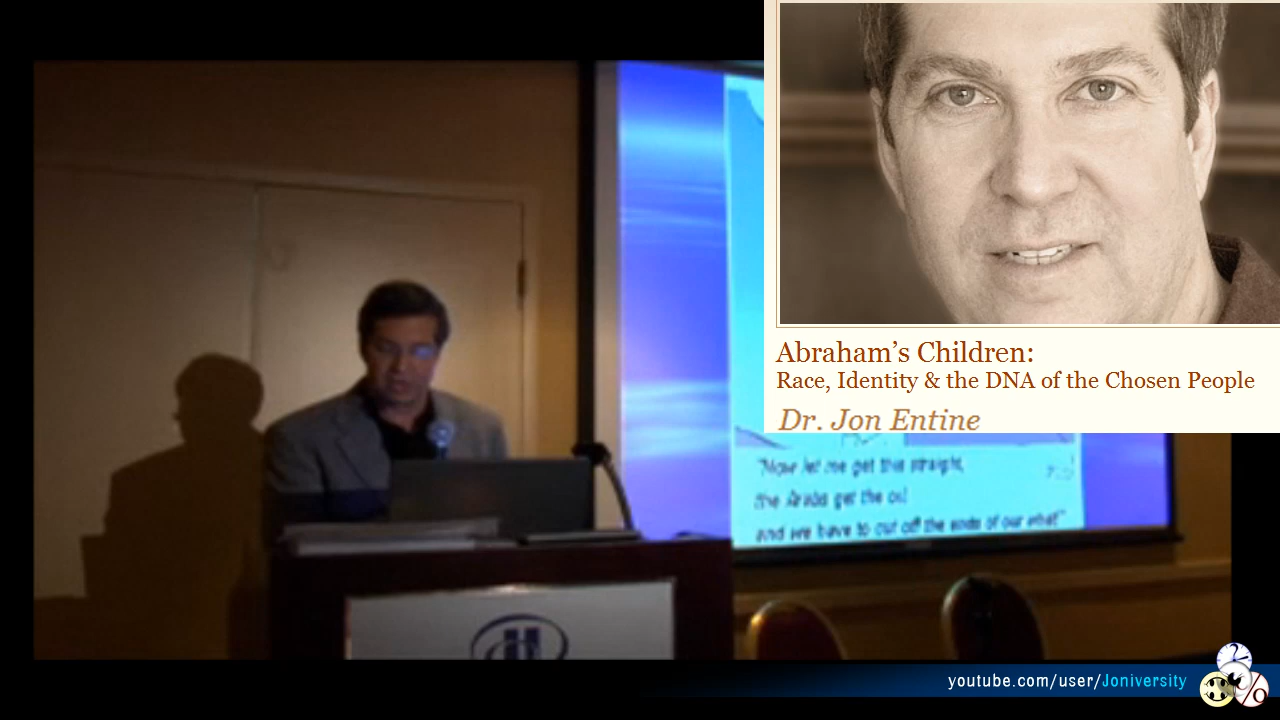 Abraham’s Children:
Race, Identity & the DNA of the Chosen People
Dr. Jon Entine
"Now let me get this straight,
the Arabs get the oil
and we have to cut off the ends of our what!"
H
youtube.com/user/Joniversity